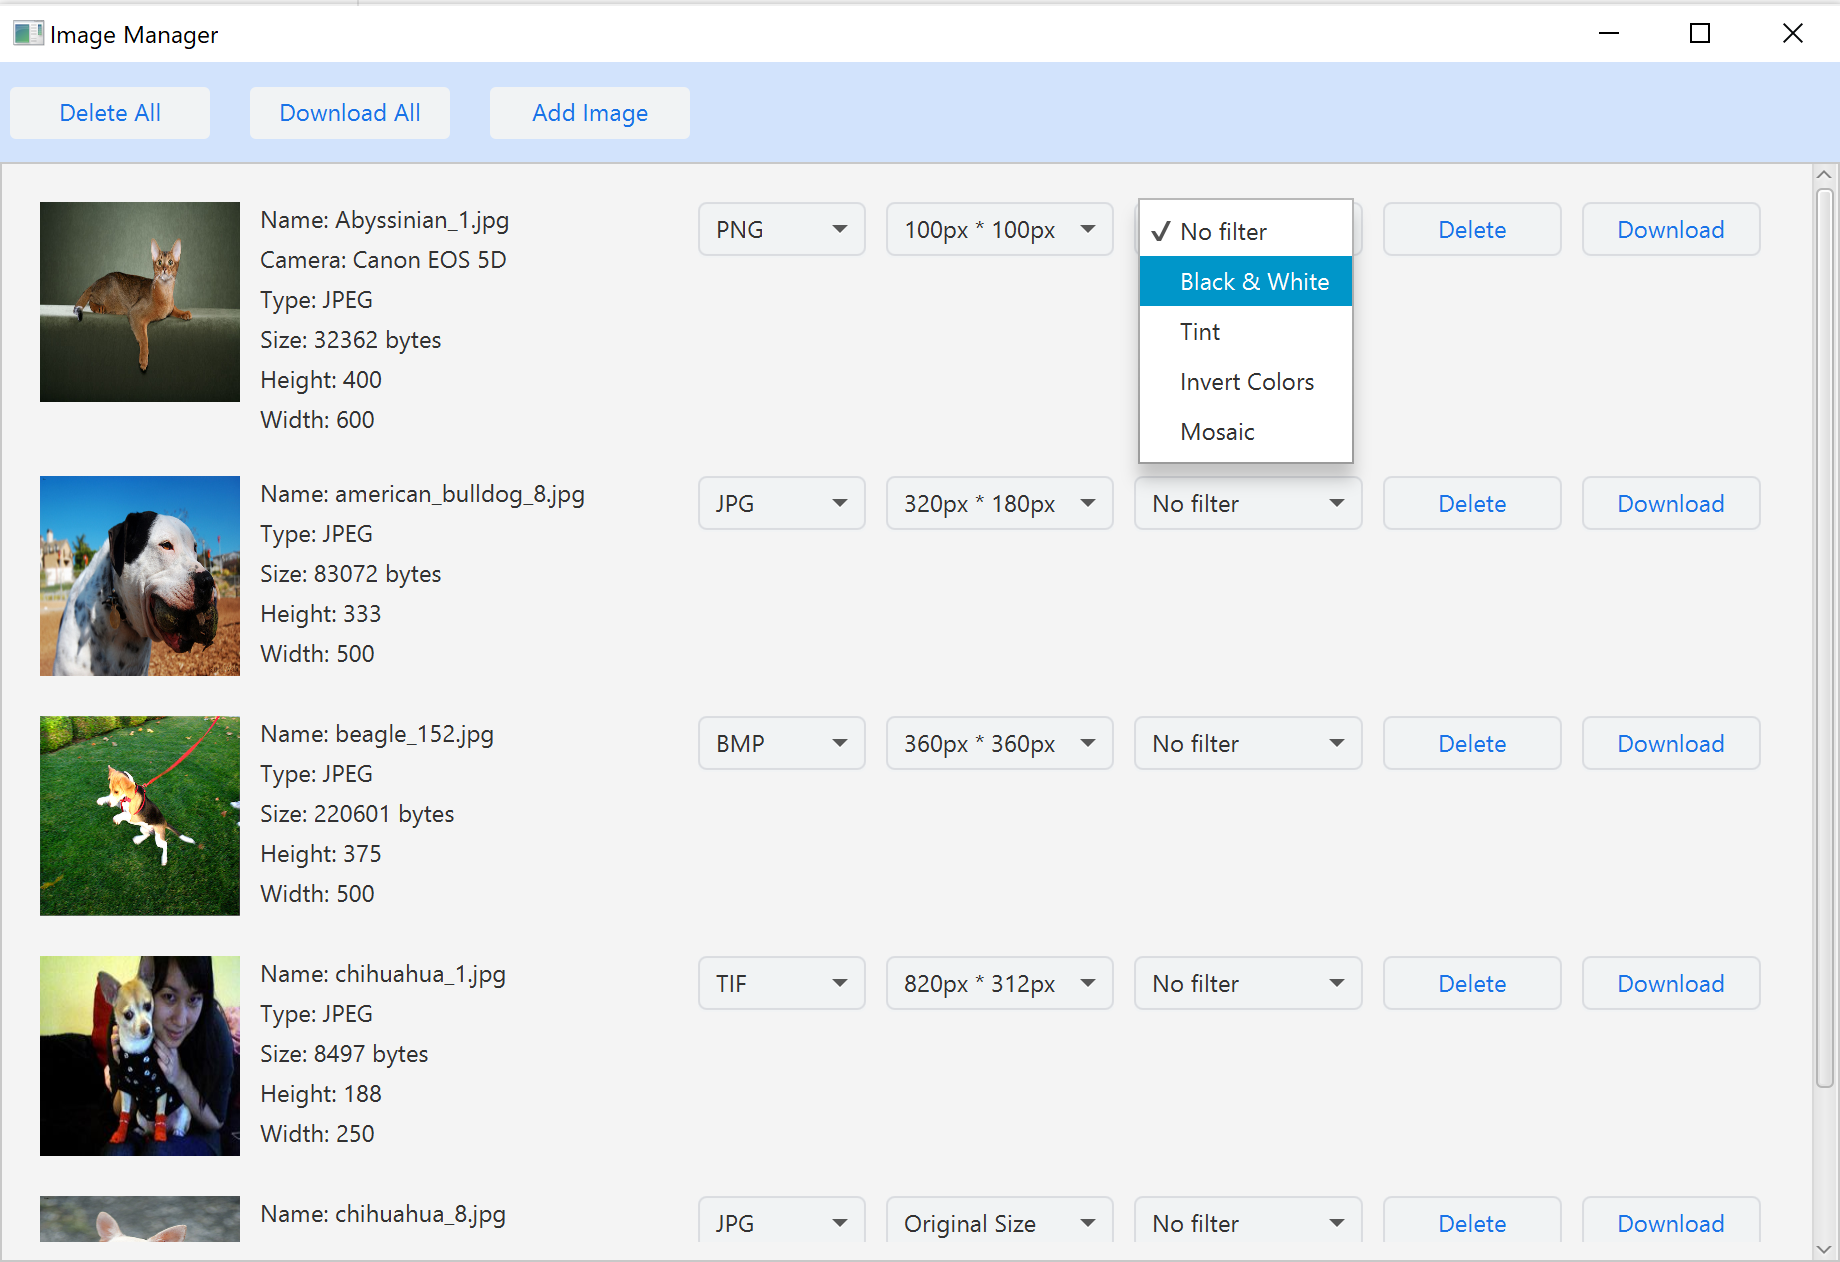 Image Manager
Delete All
Download All
Add Image
Name: Abyssinian_1.jpg
Camera: Canon EOS 5D
Type: JPEG
Size: 32362 bytes
Height: 400
Width: 600
PNG
100px * 100px
No filter
Black & White
Tint
Invert Colors
Mosaic
Delete
Download
Name: american_bulldog_8.jpg
Type: JPEG
Size: 83072 bytes
Height: 333
Width: 500
JPG
320px * 180px
No filter
Delete
Download
Name: beagle_152.jpg
Type: JPEG
Size: 220601 bytes
Height: 375
Width: 500
BMP
360px * 360px
No filter
Delete
Download
Name: chihuahua_1.jpg
Type: JPEG
Size: 8497 bytes
Height: 188
Width: 250
TIF
820px * 312px
No filter
Delete
Download
Name: chihuahua_8.jpg
JPG
Original Size
No filter
Delete
Download